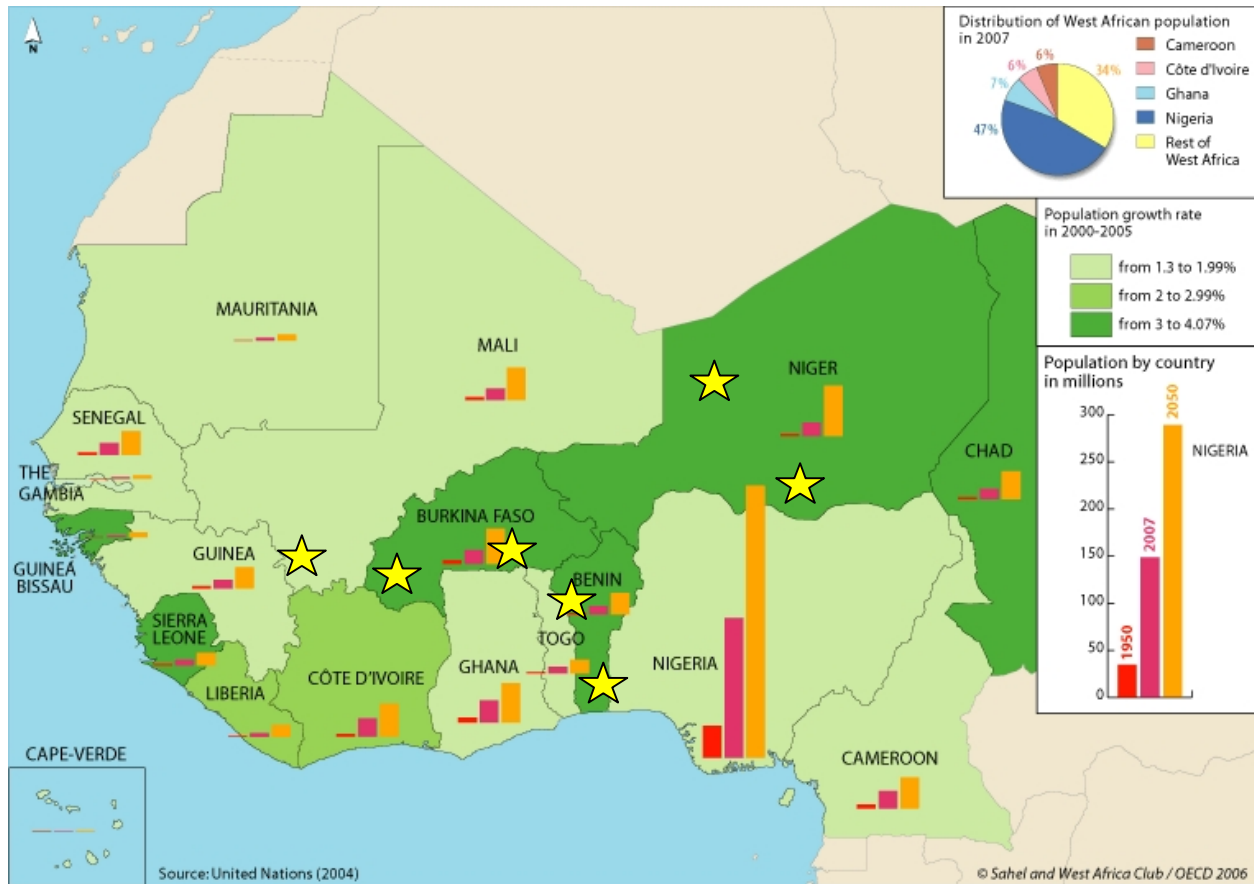 N
Distribution of West African population
in 2007
6%
6%
7%
47%
34%
Cameroon
Côte d'Ivoire
Ghana
Nigeria
Rest of
West Africa
Population growth rate
in 2000-2005
from 1.3 to 1.99%
from 2 to 2.99%
from 3 to 4.07%
Population by country
in millions
300
250
200
150
100
50
0
1950
2007
2050
NIGERIA
MAURITANIA
MALI
NIGER
CHAD
SENEGAL
THE
GAMBIA
GUINEA
BISSAU
GUINEA
SIERRA
LEONE
LIBERIA
CÔTE D'IVOIRE
BURKINA FASO
GHANA
TOGO
BENIN
NIGERIA
CAMEROON
CAPE-VERDE
Source: United Nations (2004)
© Sahel and West Africa Club / OECD 2006